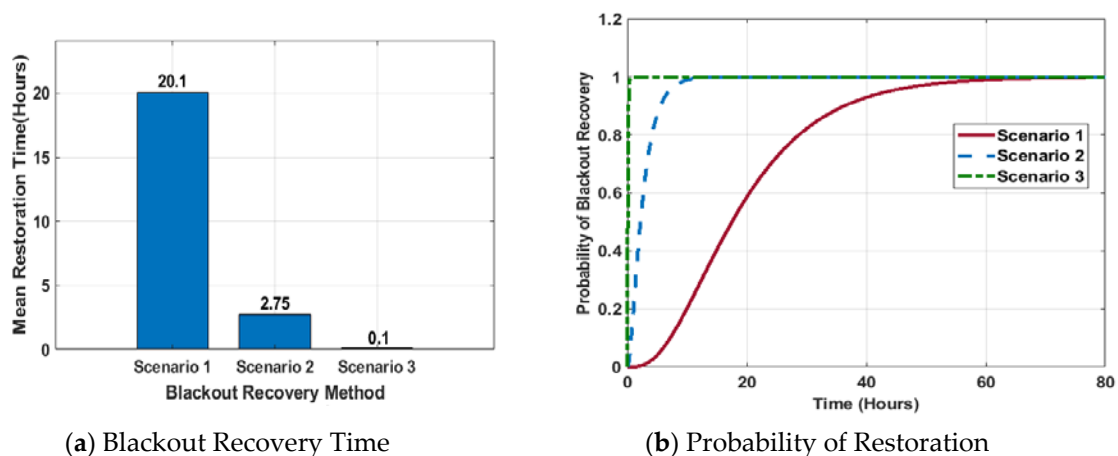 Mean Restoration Time(Hours)
20
15
10
5
0
20.1
2.75
0.1
Scenario 1 Scenario 2 Scenario 3
Blackout Recovery Method
(a) Blackout Recovery Time
Probability of Blackout Recovery
1.2
1
0.8
0.6
0.4
0.2
0
Scenario 1
Scenario 2
Scenario 3
0 20 40 60 80
Time (Hours)
(b) Probability of Restoration